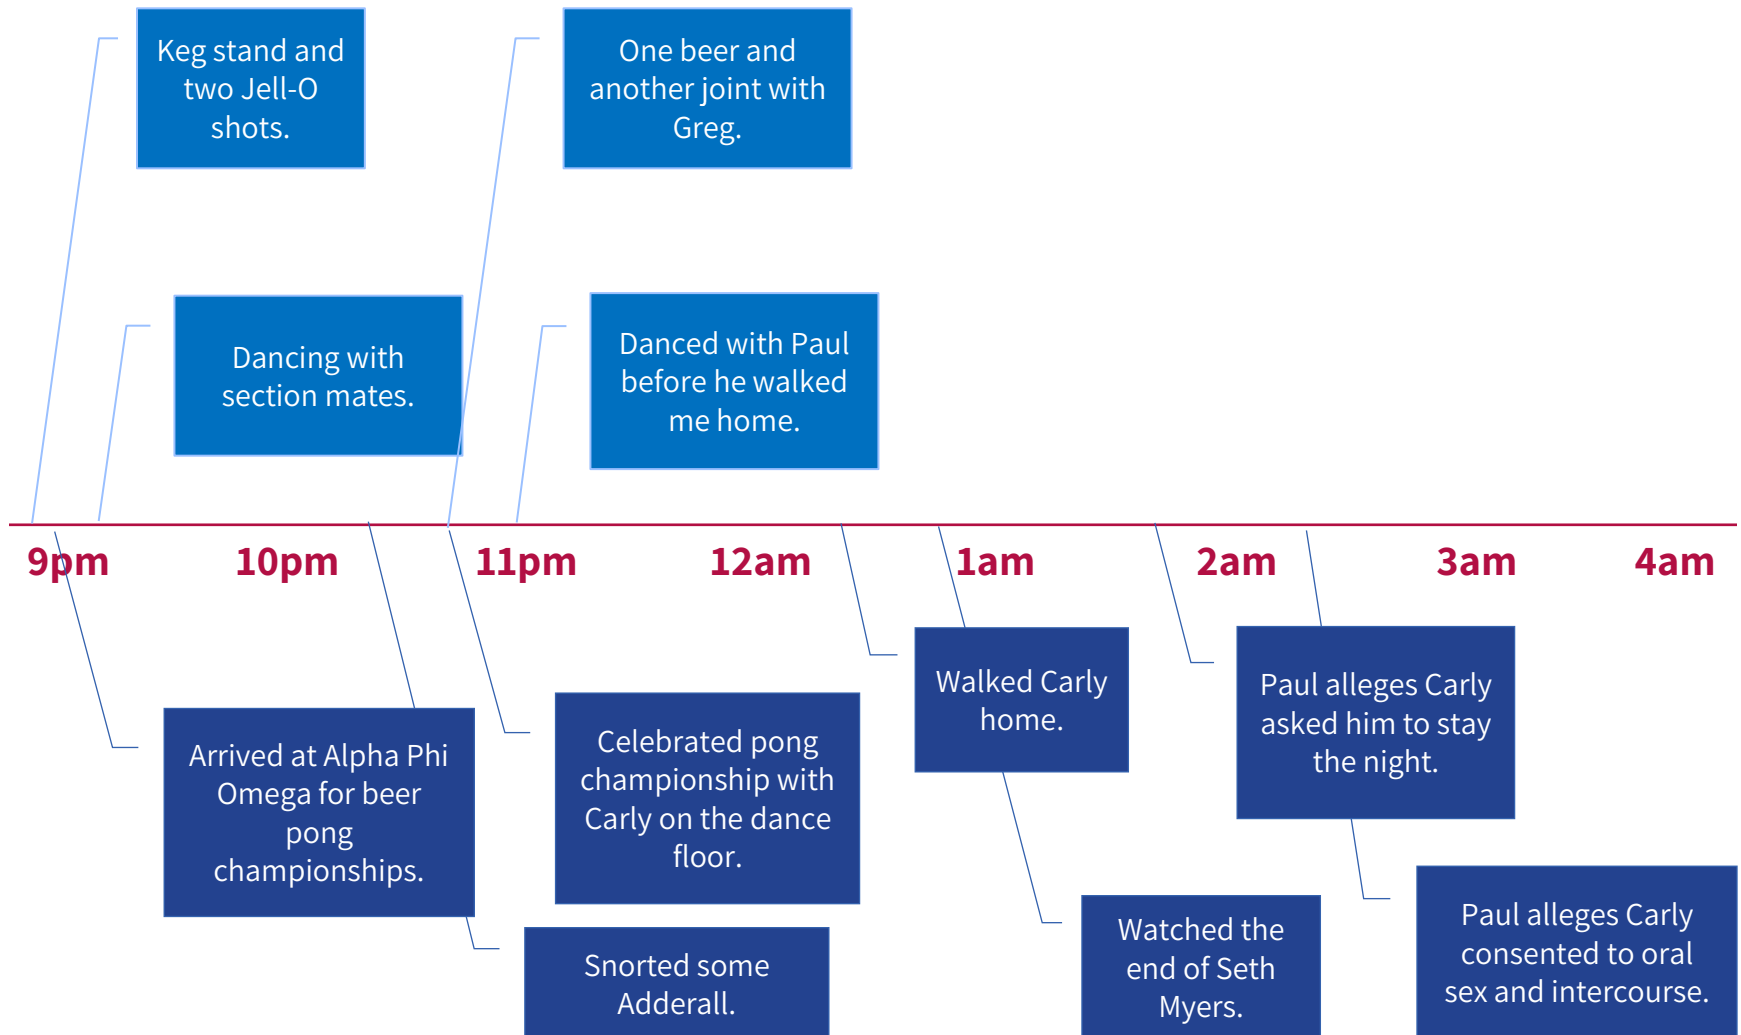 Keg stand and
two Jell-O
shots.
One beer and
another joint with
Greg.
Dancing with
section mates.
Danced with Paul
before he walked
me home.
9pm
10pm
11pm
12am
1am
2am
3am
4am
Arrived at Alpha Phi
Omega for beer
pong
championships.
Snorted some
Adderall.
Celebrated pong
championship with
Carly on the dance
floor.
Walked Carly
home.
Watched the
end of Seth
Myers.
Paul alleges Carly
asked him to stay
the night.
Paul alleges Carly
consented to oral
sex and intercourse.